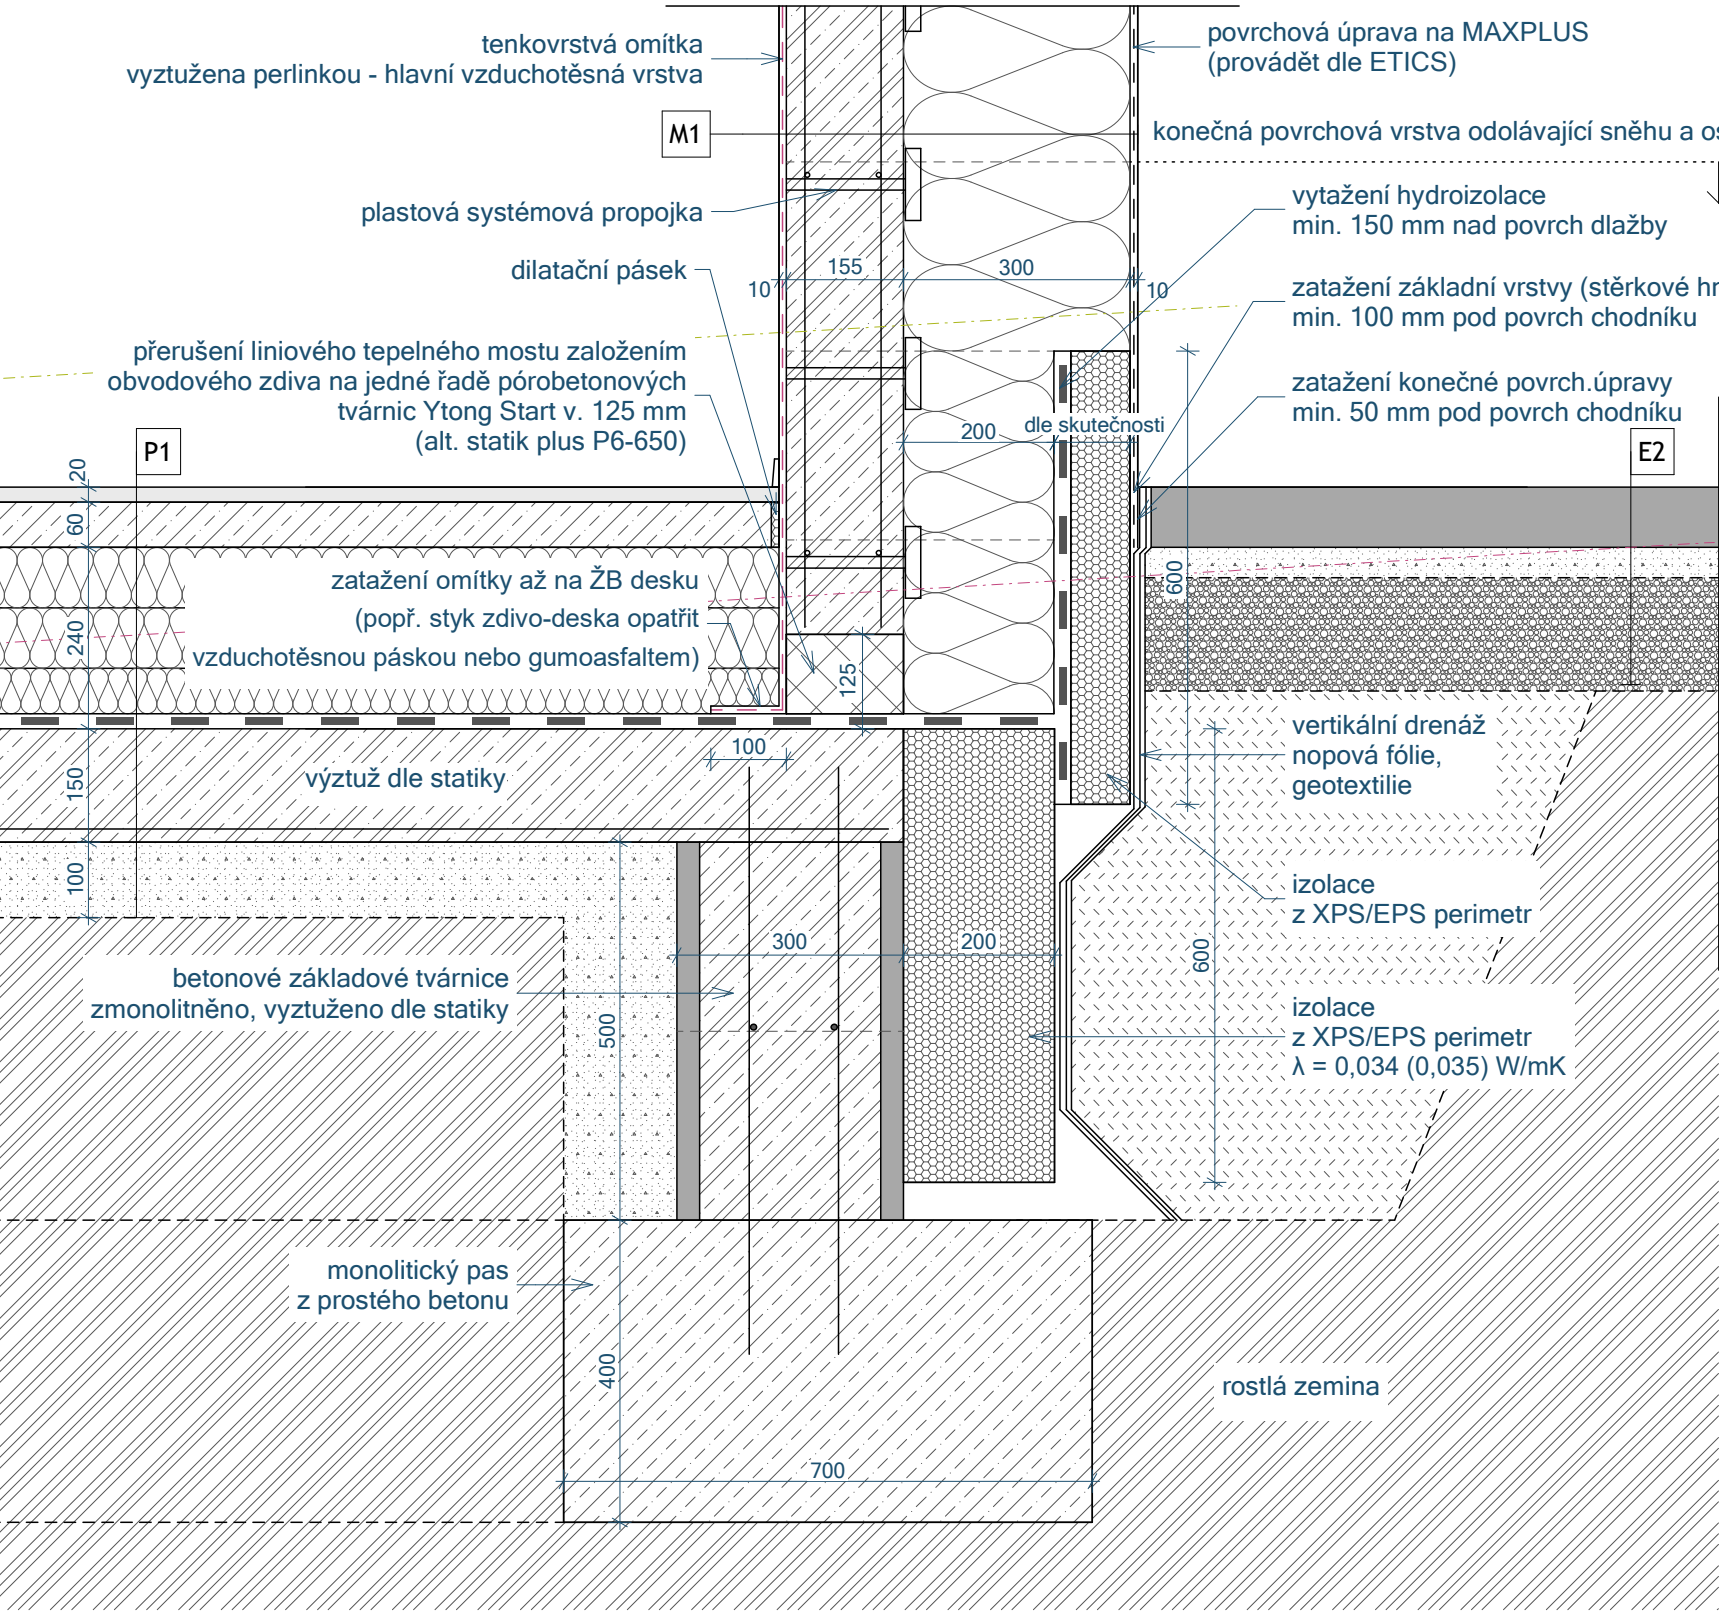 tenkovrstvá omítka
vyztužena perlinkou - hlavní vzduchotěsná vrstva
povrchová úprava na MAXPLUS
(provádět dle ETICS)
M1
konečná povrchová vrstva odolávající sněhu a
plastová systémová propojka
vytažení hydroizolace
min. 150 mm nad povrch dlažby
dilatační pásek
10
155
300
10
zatažení základní vrstvy (stěrkové
min. 100 mm pod povrch chodníku
přerušení liniového tepelného mostu založením
obvodového zdiva na jedné řadě pórobetonových
tvárnic Ytong Start v. 125 mm
(alt. statik plus P6-650)
zatažení konečné povrch.úpravy
min. 50 mm pod povrch chodníku
200
dle skutečnosti
P1
E2
20
60
240
150
100
zatažení omítky až na ŽB desku
(popř. styk zdivo-deska opatřit
vzduchotěsnou páskou nebo gumoasfaltem)
125
600
100
výztuž dle statiky
vertikální drenáž
nopová fólie,
geotextilie
izolace
z XPS/EPS perimetr
300
200
600
betonové základové tvárnice
zmonolitněno, vyztuženo dle statiky
500
izolace
z XPS/EPS perimetr
λ = 0,034 (0,035) W/mK
monolitický pas
z prostého betonu
400
700
rostlá zemina